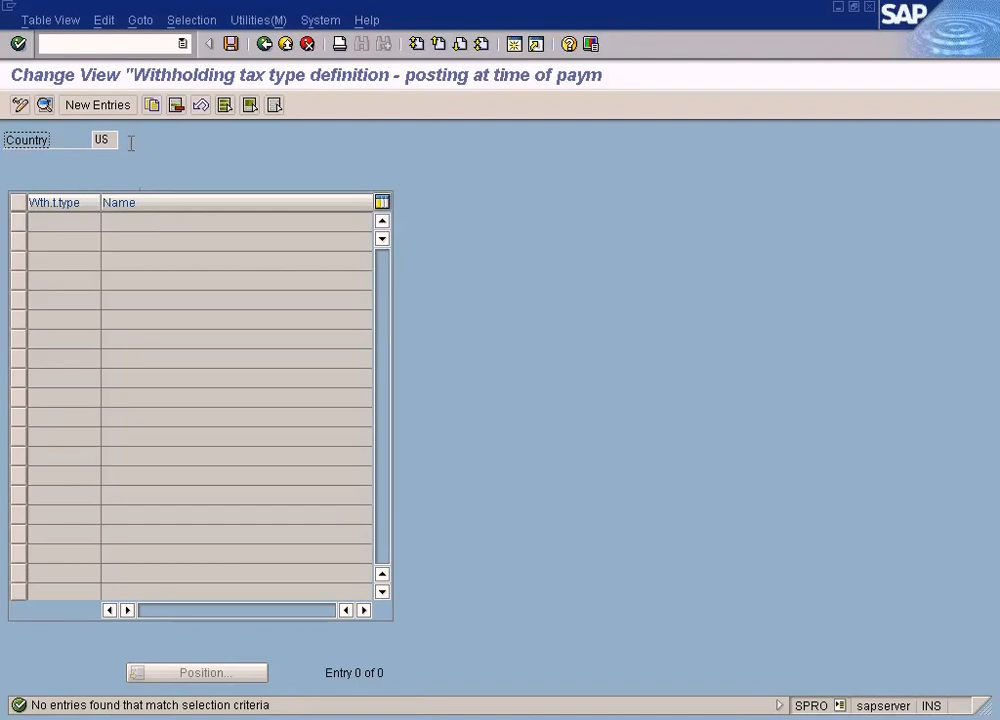 Table View Edit Goto Selection Utilities(M) System Help
SAP
Change View "Withholding tax type definition - posting at time of paym
New Entries
Country US
Wth.t.type Name
Position... Entry 0 of 0
No entries found that match selection criteria SPRO sapserver INS